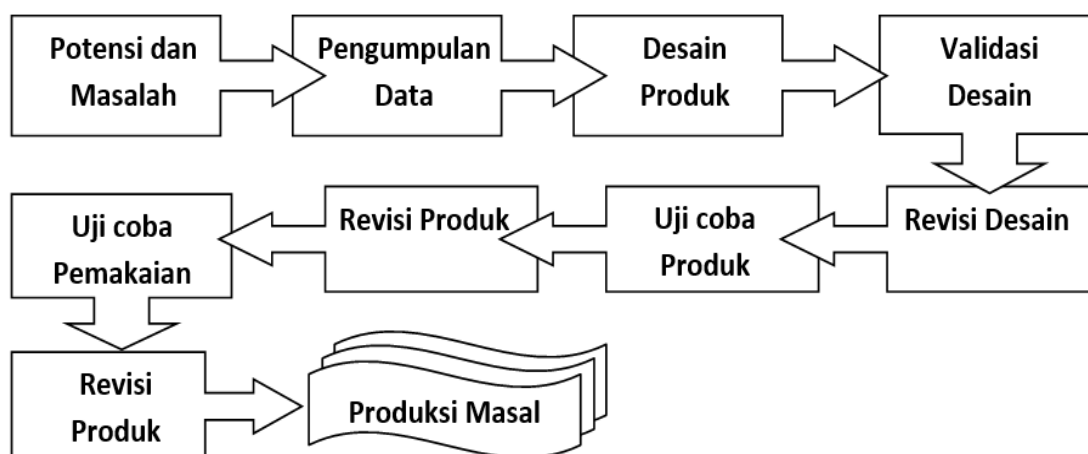 Potensi dan
Masalah
Pengumpulan
Data
Desain
Produk
Validasi
Desain
Revisi Desain
Uji coba
Produk
Revisi Produk
Uji coba
Pemakaian
Revisi
Produk
Produksi Masal